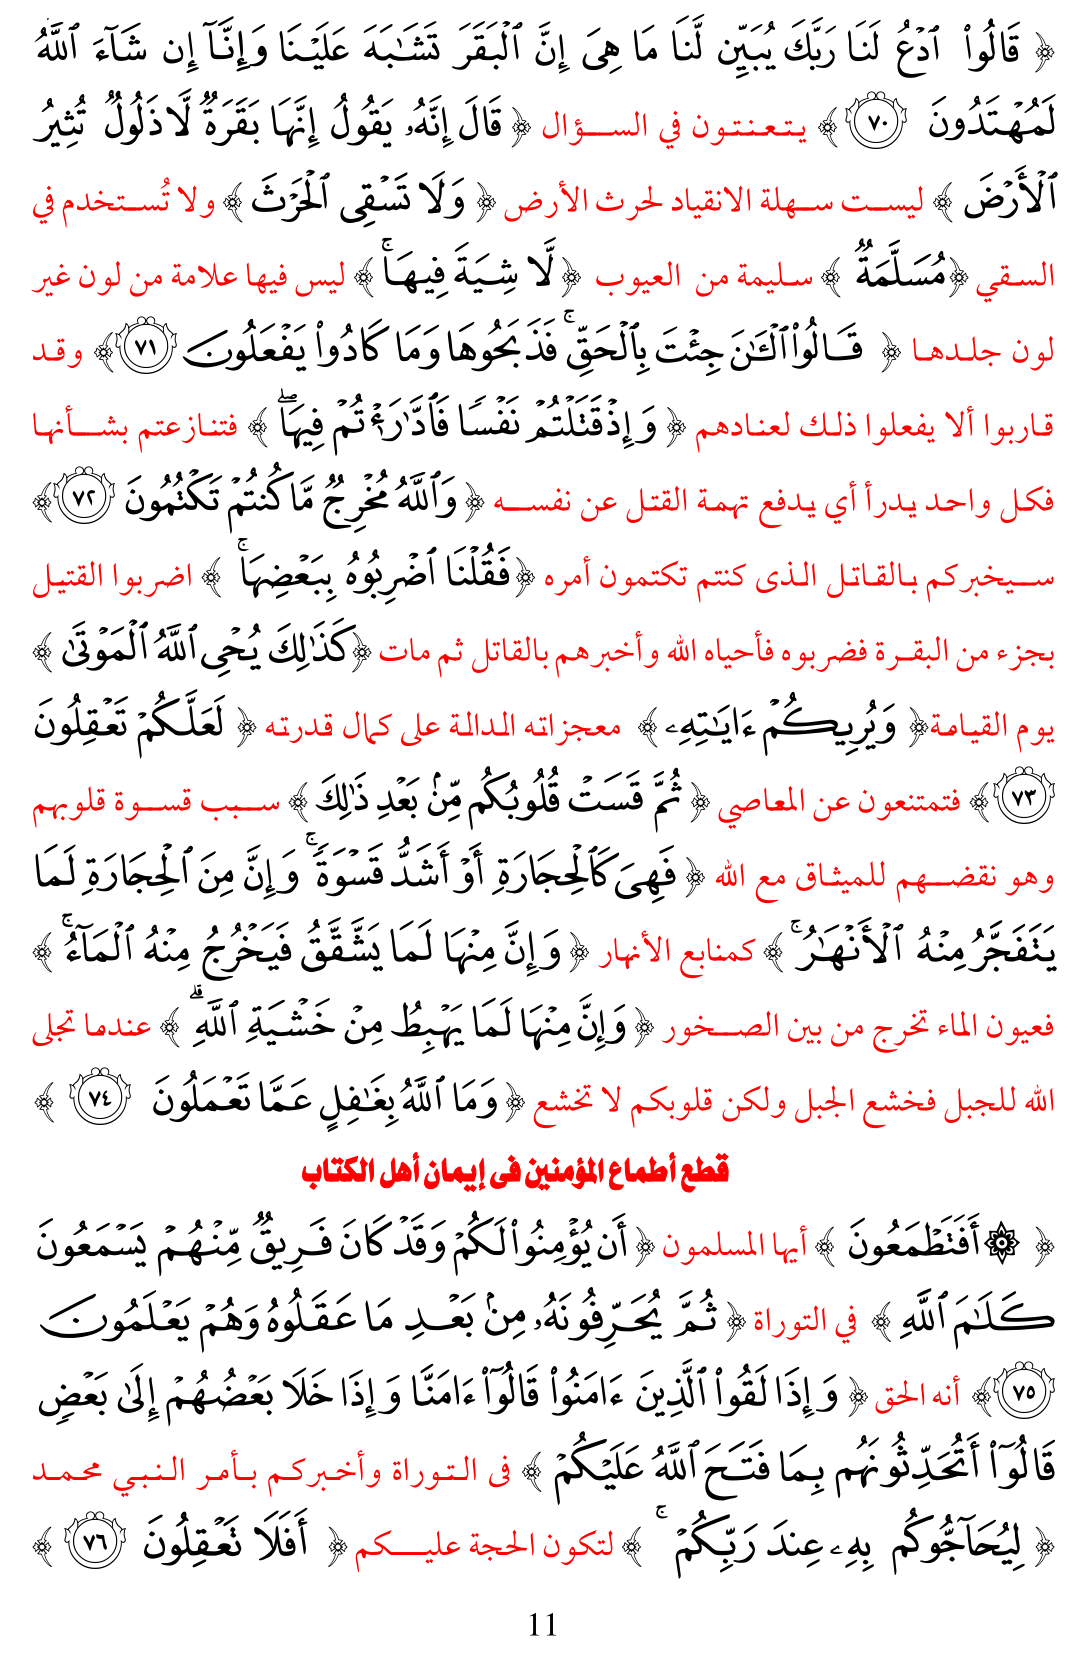 ﴿ قَالُوا۟ ٱدْعُ لَنَا رَبَّكَ يُبَيِّن لَّنَا مَا هِىَ إِنَّ ٱلْبَقَرَ تَشَـٰبَهَ عَلَيْنَا وَإِنَّآ إِن شَآءَ ٱللَّهُ
لَمُهْتَدُونَ ٧٠ ﴾ يتعنتون في السؤال ﴿ قَالَ إِنَّهُۥ يَقُولُ إِنَّهَا بَقَرَةٌ لَّا ذَلُولٌ تُثِيرُ
ٱلْأَرْضَ ﴾ ليست سهلة الانقياد لحرث الأرض ﴿ وَلَا تَسْقِى ٱلْحَرْثَ ﴾ ولا تُستخدم في
السقي ﴿ مُسَلَّمَةٌ ﴾ سليمة من العيوب ﴿ لَّا شِيَةَ فِيهَا ۚ ﴾ ليس فيها علامة من لون غير
لون جلدها ﴿ قَالُوا۟ ٱلْـَٔـٰنَ جِئْتَ بِٱلْحَقِّ ۚ فَذَبَحُوهَا وَمَا كَادُوا۟ يَفْعَلُونَ ٧١ ﴾ وقد
قاربوا ألا يفعلوا ذلك لعنادهم ﴿ وَإِذْ قَتَلْتُمْ نَفْسًا فَٱدَّٰرَْٰٔتُمْ فِيهَا ۖ ﴾ فتنازعتم بشأنها
فكل واحد يدرأ أي يدفع تهمة القتل عن نفسه ﴿ وَٱللَّهُ مُخْرِجٌ مَّا كُنتُمْ تَكْتُمُونَ ٧٢ ﴾
سيخبركم بالقاتل الذى كنتم تكتمون أمره ﴿ فَقُلْنَا ٱضْرِبُوهُ بِبَعْضِهَا ۚ ﴾ اضربوا القتيل
بجزء من البقرة فضربوه فأحياه الله وأخبرهم بالقاتل ثم مات ﴿ كَذَٰلِكَ يُحْىِ ٱللَّهُ ٱلْمَوْتَىٰ ﴾
يوم القيامة ﴿ وَيُرِيكُمْ ءَايَـٰتِهِۦ ﴾ معجزاته الدالة على كمال قدرته ﴿ لَعَلَّكُمْ تَعْقِلُونَ
٧٣ ﴾ فتمتنعون عن المعاصي ﴿ ثُمَّ قَسَتْ قُلُوبُكُم مِّنۢ بَعْدِ ذَٰلِكَ ﴾ سبب قسوة قلوبهم
وهو نقضهم للميثاق مع الله ﴿ فَهِىَ كَٱلْحِجَارَةِ أَوْ أَشَدُّ قَسْوَةً ۚ وَإِنَّ مِنَ ٱلْحِجَارَةِ لَمَا
يَتَفَجَّرُ مِنْهُ ٱلْأَنْهَـٰرُ ۚ ﴾ كمنابع الأنهار ﴿ وَإِنَّ مِنْهَا لَمَا يَشَّقَّقُ فَيَخْرُجُ مِنْهُ ٱلْمَآءُ ۚ ﴾
فعيون الماء تخرج من بين الصخور ﴿ وَإِنَّ مِنْهَا لَمَا يَهْبِطُ مِنْ خَشْيَةِ ٱللَّهِ ۗ ﴾ عندما تجلى
الله للجبل فخشع الجبل ولكن قلوبكم لا تخشع ﴿ وَمَا ٱللَّهُ بِغَـٰفِلٍ عَمَّا تَعْمَلُونَ ٧٤ ﴾
قطع أطماع المؤمنين فى إيمان أهل الكتاب
﴿ ۞ أَفَتَطْمَعُونَ ﴾ أيها المسلمون ﴿ أَن يُؤْمِنُوا۟ لَكُمْ وَقَدْ كَانَ فَرِيقٌ مِّنْهُمْ يَسْمَعُونَ
كَلَـٰمَ ٱللَّهِ ﴾ في التوراة ﴿ ثُمَّ يُحَرِّفُونَهُۥ مِنۢ بَعْدِ مَا عَقَلُوهُ وَهُمْ يَعْلَمُونَ
٧٥ ﴾ أنه الحق ﴿ وَإِذَا لَقُوا۟ ٱلَّذِينَ ءَامَنُوا۟ قَالُوٓا۟ ءَامَنَّا وَإِذَا خَلَا بَعْضُهُمْ إِلَىٰ بَعْضٍ
قَالُوٓا۟ أَتُحَدِّثُونَهُم بِمَا فَتَحَ ٱللَّهُ عَلَيْكُمْ ﴾ فى التوراة وأخبركم بأمر النبي محمد
﴿ لِيُحَآجُّوكُم بِهِۦ عِندَ رَبِّكُمْ ۚ ﴾ لتكون الحجة عليكم ﴿ أَفَلَا تَعْقِلُونَ ٧٦ ﴾
11